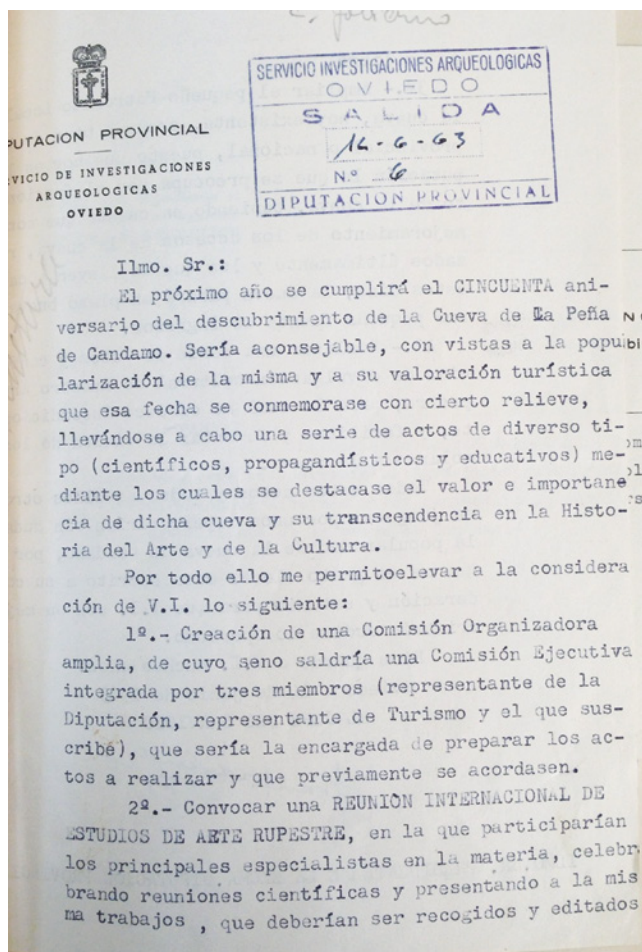 SERVICIO INVESTIGACIONES ARQUEOLOGICAS
OVIEDO
SALIDA
14-6-63
N.º 6
DIPUTACION PROVINCIAL
PUTACION PROVINCIAL
VICIO DE INVESTIGACIONES
ARQUEOLOGICAS
OVIEDO
Ilmo. Sr.:
El próximo año se cumplirá el CINCUENTA ani-
versario del descubrimiento de la Cueva de La Peña
de Candamo. Sería aconsejable, con vistas a la popu
larización de la misma y a su valoración turística
que esa fecha se conmemorase con cierto relieve,
llevándose a cabo una serie de actos de diverso ti-
po (científicos, propagandísticos y educativos) me-
diante los cuales se destacase el valor e importane
cia de dicha cueva y su transcendencia en la Histo-
ria del Arte y de la Cultura.
Por todo ello me permitoelevar a la considera
ción de V.I. lo siguiente:
1º.- Creación de una Comisión Organizadora
amplia, de cuyo seno saldría una Comisión Ejecutiva
integrada por tres miembros (representante de la
Diputación, representante de Turismo y el que sus-
cribe), que sería la encargada de preparar los ac-
tos a realizar y que previamente se acordasen.
2º.- Convocar una REUNIÓN INTERNACIONAL DE
ESTUDIOS DE ARTE RUPESTRE, en la que participarían
los principales especialistas en la materia, celebr
brando reuniones científicas y presentando a la mis
ma trabajos , que deberían ser recogidos y editados